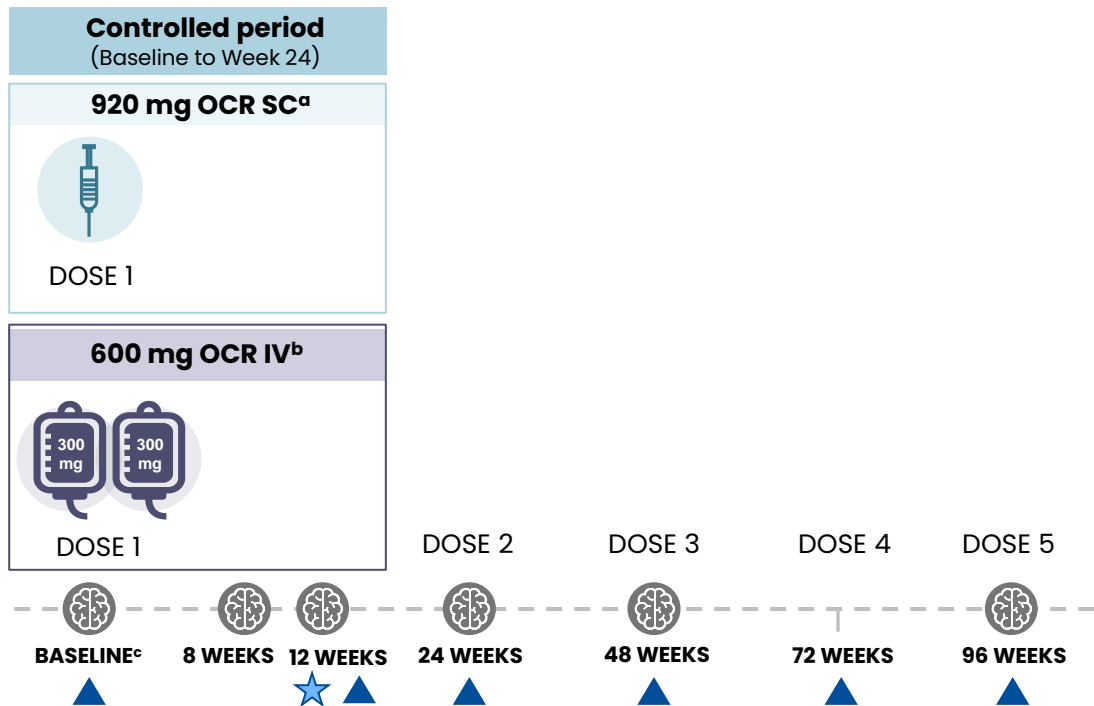 Controlled period
(Baseline to Week 24)
920 mg OCR SCᵃ
DOSE 1
600 mg OCR IVᵇ
300 mg
300 mg
DOSE 1
DOSE 2
DOSE 3
DOSE 4
DOSE 5
BASELINEᶜ
8 WEEKS
12 WEEKS
24 WEEKS
48 WEEKS
72 WEEKS
96 WEEKS